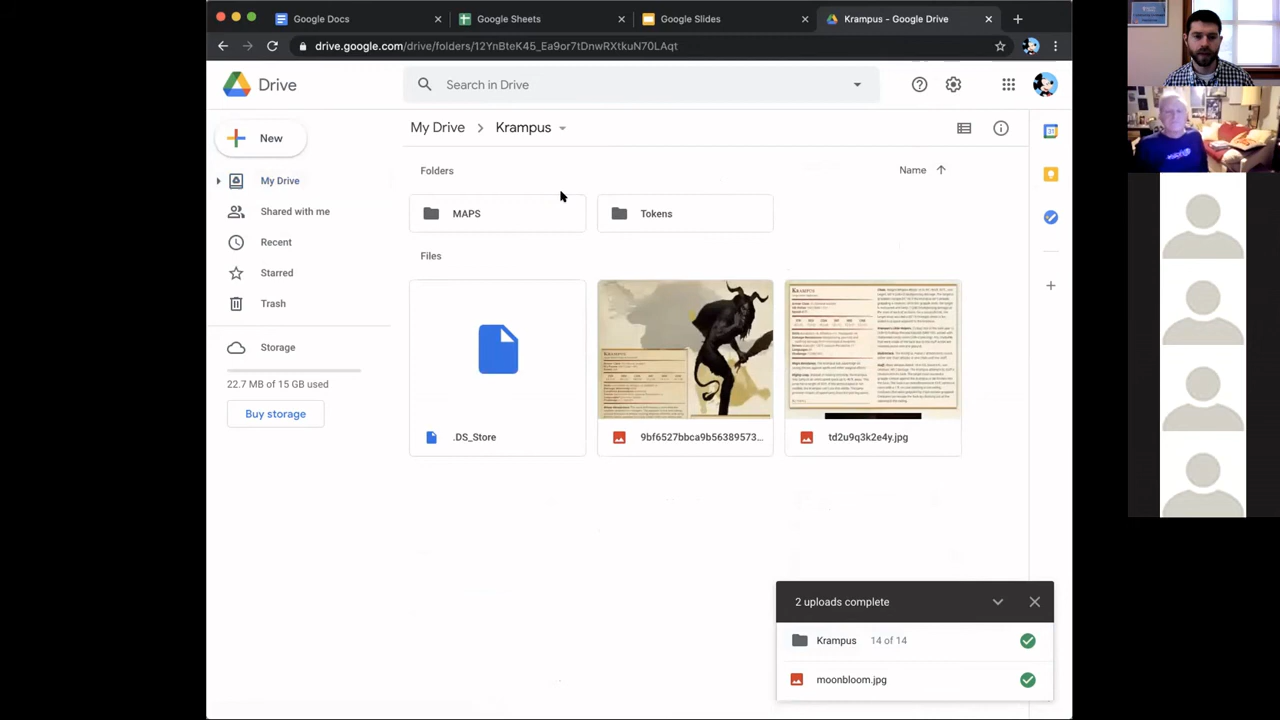 Google Docs
Google Sheets
Google Slides
Krampus - Google Drive
drive.google.com/drive/folders/12YnBteK45_Ea9or7tDnwRXtkuN70LAqt
Drive
Search in Drive
New
My Drive
Shared with me
Recent
Starred
Trash
Storage
22.7 MB of 15 GB used
Buy storage
My Drive > Krampus
Folders
Name
MAPS
Tokens
Files
KRAMPUS
KRAMPUS
.DS_Store
9bf6527bbca9b56389573...
td2u9q3k2e4y.jpg
2 uploads complete
Krampus 14 of 14
moonbloom.jpg